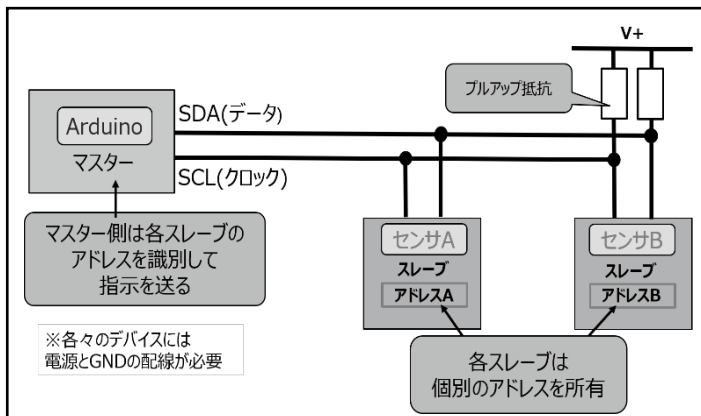 V+
プルアップ抵抗
SDA(データ)
Arduino
マスター
SCL(クロック)
マスター側は各スレーブの
アドレスを識別して
指示を送る
センサA
スレーブ
アドレスA
センサB
スレーブ
アドレスB
※各々のデバイスには
電源とGNDの配線が必要
各スレーブは
個別のアドレスを所有